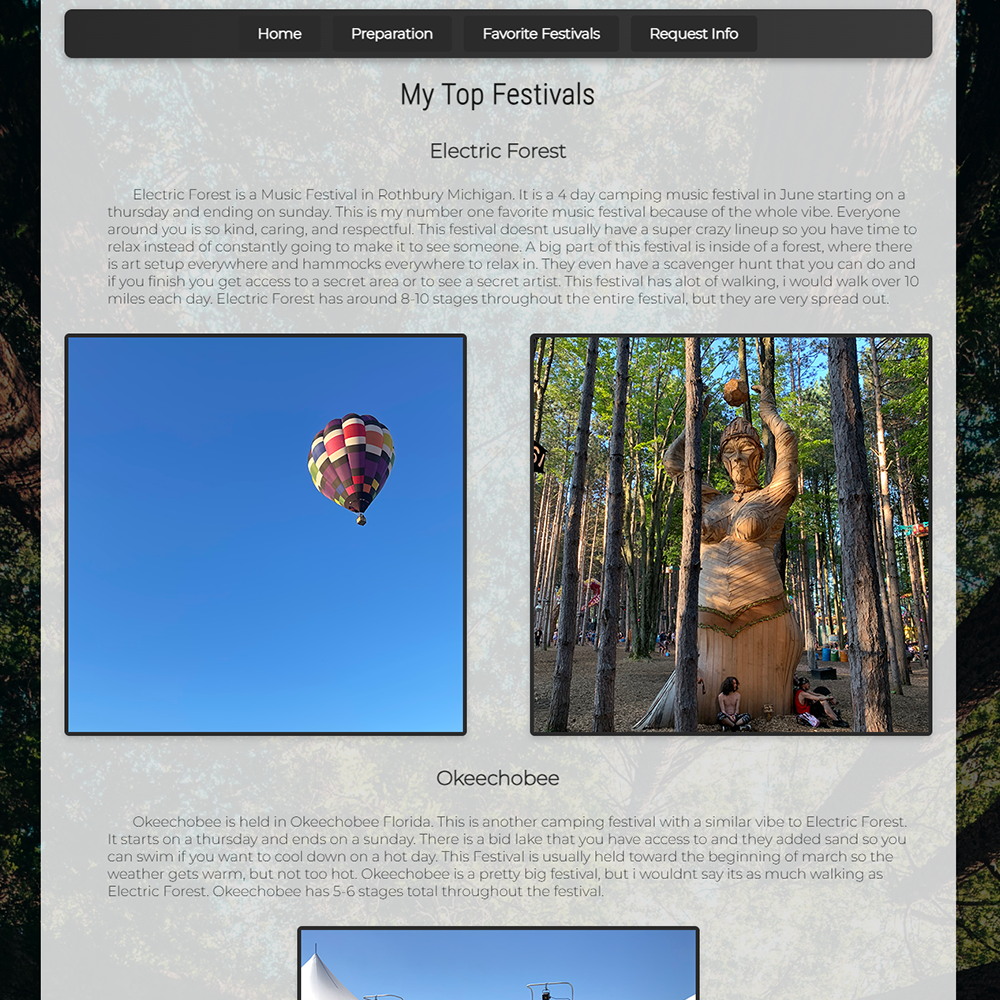 Home Preparation Favorite Festivals Request Info
My Top Festivals
Electric Forest
Electric Forest is a Music Festival in Rothbury Michigan. It is a 4 day camping music festival in June starting on a
thursday and ending on sunday. This is my number one favorite music festival because of the whole vibe. Everyone
around you is so kind, caring, and respectful. This festival doesnt usually have a super crazy lineup so you have time to
relax instead of constantly going to make it to see someone. A big part of this festival is inside of a forest, where there
is art setup everywhere and hammocks everywhere to relax in. They even have a scavenger hunt that you can do and
if you finish you get access to a secret area or to see a secret artist. This festival has alot of walking, i would walk over 10
miles each day. Electric Forest has around 8-10 stages throughout the entire festival, but they are very spread out.
Okeechobee
Okeechobee is held in Okeechobee Florida. This is another camping festival with a similar vibe to Electric Forest.
It starts on a thursday and ends on a sunday. There is a bid lake that you have access to and they added sand so you
can swim if you want to cool down on a hot day. This Festival is usually held toward the beginning of march so the
weather gets warm, but not too hot. Okeechobee is a pretty big festival, but i wouldnt say its as much walking as
Electric Forest. Okeechobee has 5-6 stages total throughout the festival.